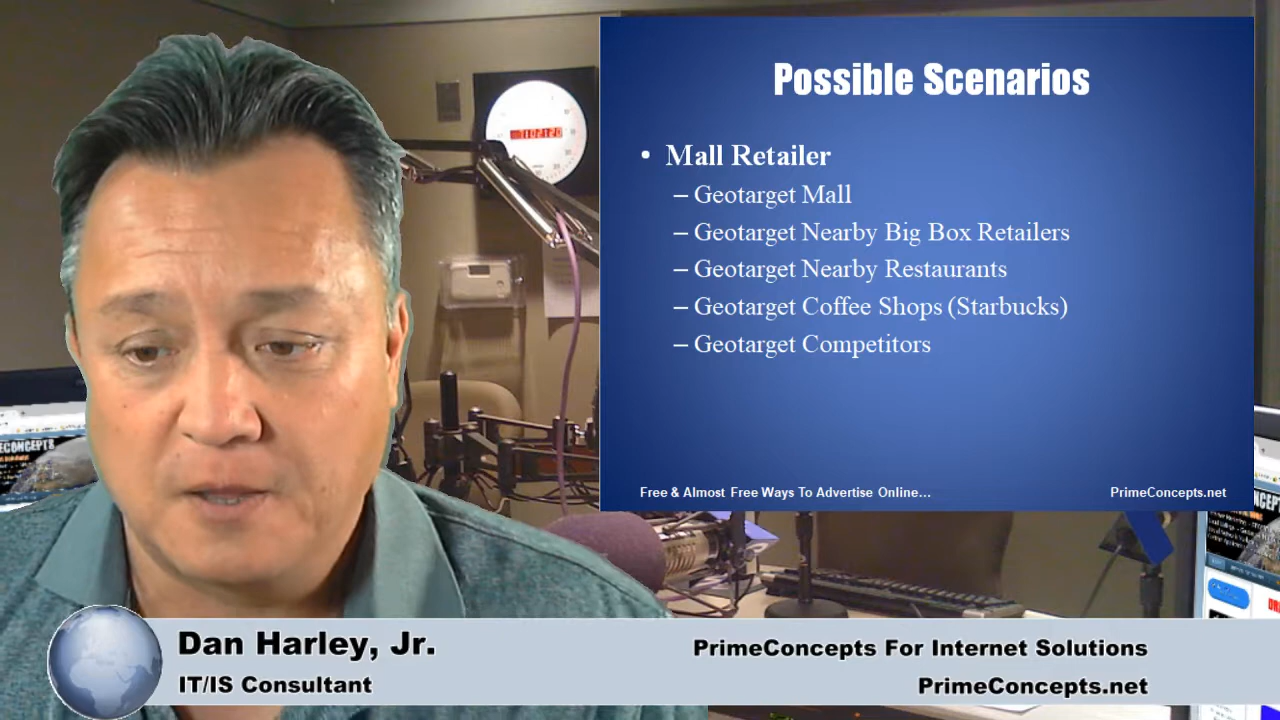 Possible Scenarios
• Mall Retailer
– Geotarget Mall
– Geotarget Nearby Big Box Retailers
– Geotarget Nearby Restaurants
– Geotarget Coffee Shops (Starbucks)
– Geotarget Competitors
Free & Almost Free Ways To Advertise Online...
PrimeConcepts.net
Dan Harley, Jr.
IT/IS Consultant
PrimeConcepts For Internet Solutions
PrimeConcepts.net